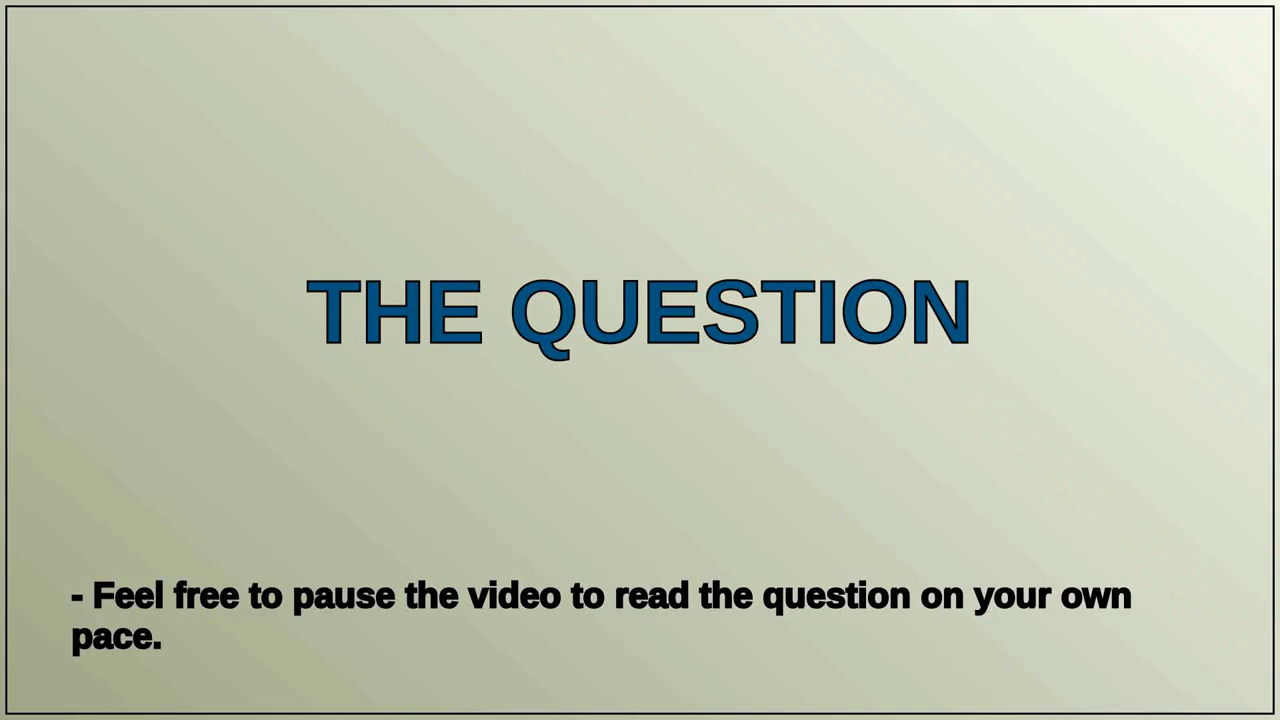 THE QUESTION
- Feel free to pause the video to read the question on your own
pace.